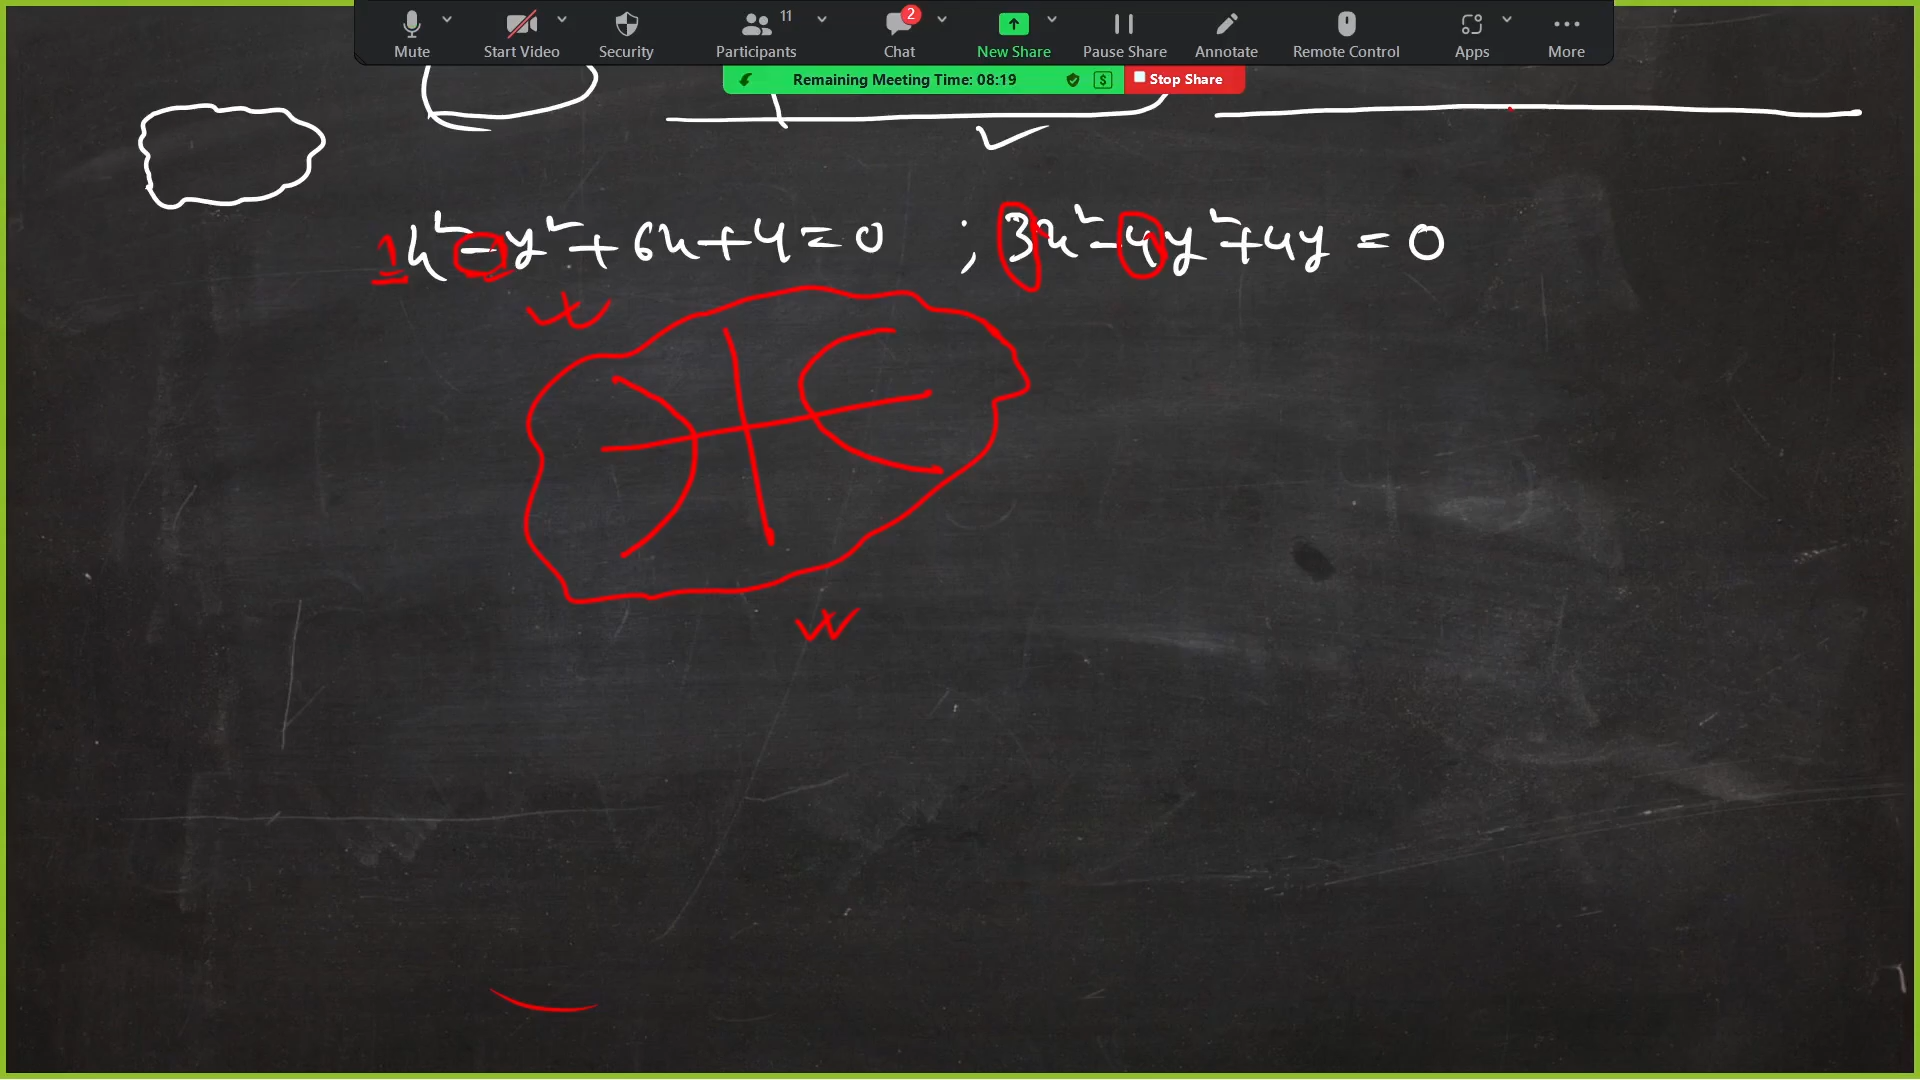 Mute Start Video Security Participants 11 Chat 2 New Share Pause Share Annotate Remote Control Apps More
Remaining Meeting Time: 08:19 $ Stop Share
1x² - y² + 6x + 4 = 0 ; 3x² - 4y² + 4y = 0